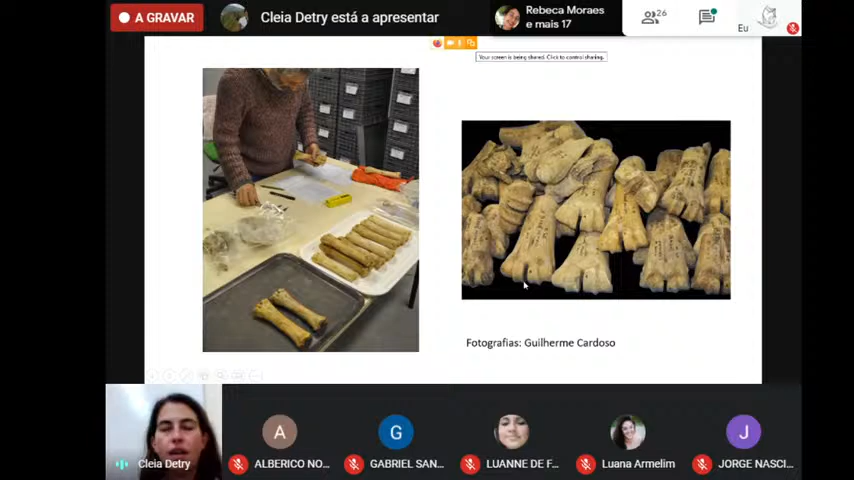 A GRAVAR
Cleia Detry está a apresentar
Rebeca Moraes
e mais 17
26
Eu
Your screen is being shared. Click to control sharing.
Fotografias: Guilherme Cardoso
Cleia Detry
A
ALBERICO NO...
G
GABRIEL SAN...
LUANNE DE F...
Luana Armelim
J
JORGE NASCI...